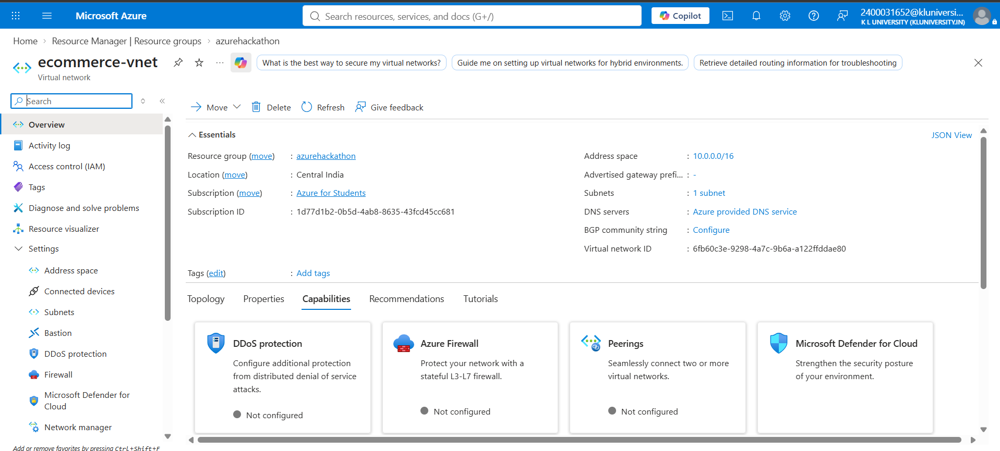 Microsoft Azure
Search resources, services, and docs (G+/)
Copilot
2400031652@kluniversi...
K L UNIVERSITY (KLUNIVERSITY.IN)
Home > Resource Manager | Resource groups > azurehackathon
ecommerce-vnet
Virtual network
What is the best way to secure my virtual networks?
Guide me on setting up virtual networks for hybrid environments.
Retrieve detailed routing information for troubleshooting
Search
Overview
Activity log
Access control (IAM)
Tags
Diagnose and solve problems
Resource visualizer
Settings
Address space
Connected devices
Subnets
Bastion
DDoS protection
Firewall
Microsoft Defender for
Cloud
Network manager
Add or remove favorites by pressing Ctrl+Shift+F
Move
Delete
Refresh
Give feedback
Essentials
JSON View
Resource group (move) : azurehackathon
Location (move) : Central India
Subscription (move) : Azure for Students
Subscription ID : 1d77d1b2-0b5d-4ab8-8635-43fcd45cc681
Address space : 10.0.0.0/16
Advertised gateway prefi... : -
Subnets : 1 subnet
DNS servers : Azure provided DNS service
BGP community string : Configure
Virtual network ID : 6fb60c3e-9298-4a7c-9b6a-a122ffddae80
Tags (edit) : Add tags
Topology
Properties
Capabilities
Recommendations
Tutorials
DDoS protection
Configure additional protection
from distributed denial of service
attacks.
Not configured
Azure Firewall
Protect your network with a
stateful L3-L7 firewall.
Not configured
Peerings
Seamlessly connect two or more
virtual networks.
Not configured
Microsoft Defender for Cloud
Strengthen the security posture
of your environment.